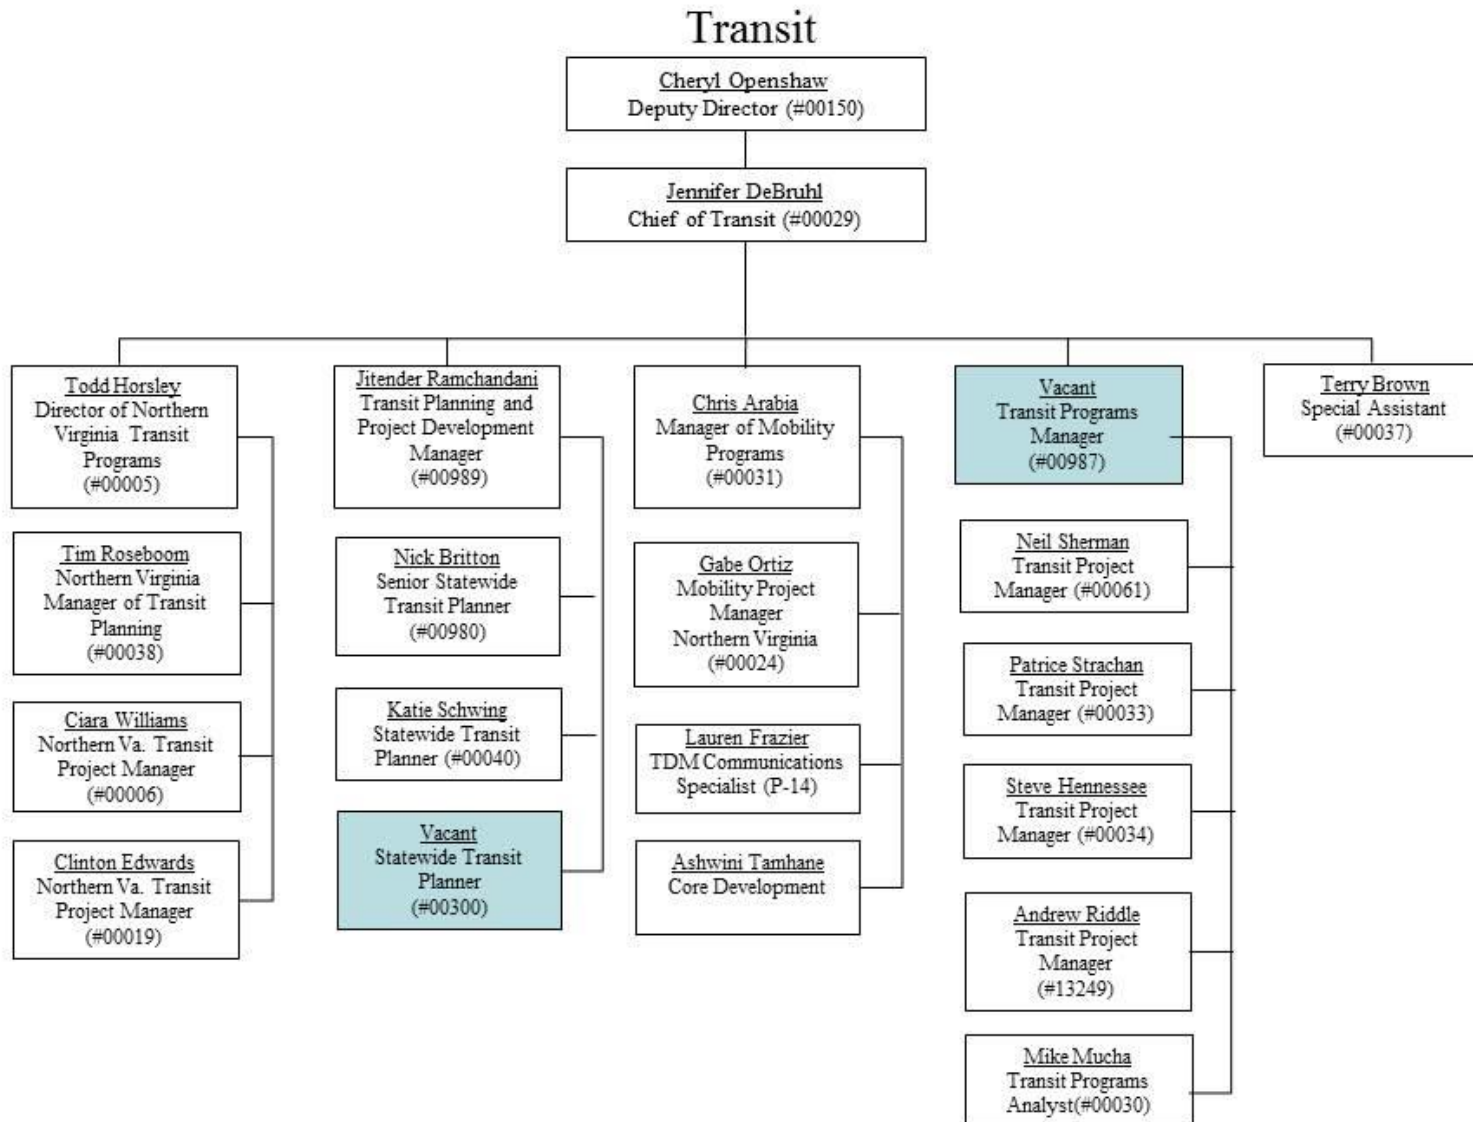 Transit
Cheryl Openshaw
Deputy Director (#00150)
Jennifer DeBruhl
Chief of Transit (#00029)
Todd Horsley
Director of Northern
Virginia Transit
Programs
(#00005)
Tim Roseboom
Northern Virginia
Manager of Transit
Planning
(#00038)
Ciara Williams
Northern Va. Transit
Project Manager
(#00006)
Clinton Edwards
Northern Va. Transit
Project Manager
(#00019)
Jitender Ramchandani
Transit Planning and
Project Development
Manager
(#00989)
Nick Britton
Senior Statewide
Transit Planner
(#00980)
Katie Schwing
Statewide Transit
Planner (#00040)
Vacant
Statewide Transit
Planner
(#00300)
Chris Arabia
Manager of Mobility
Programs
(#00031)
Gabe Ortiz
Mobility Project
Manager
Northern Virginia
(#00024)
Lauren Frazier
TDM Communications
Specialist (P-14)
Ashwini Tamhane
Core Development
Vacant
Transit Programs
Manager
(#00987)
Neil Sherman
Transit Project
Manager (#00061)
Patrice Strachan
Transit Project
Manager (#00033)
Steve Hennessee
Transit Project
Manager (#00034)
Andrew Riddle
Transit Project
Manager
(#13249)
Mike Mucha
Transit Programs
Analyst(#00030)
Terry Brown
Special Assistant
(#00037)